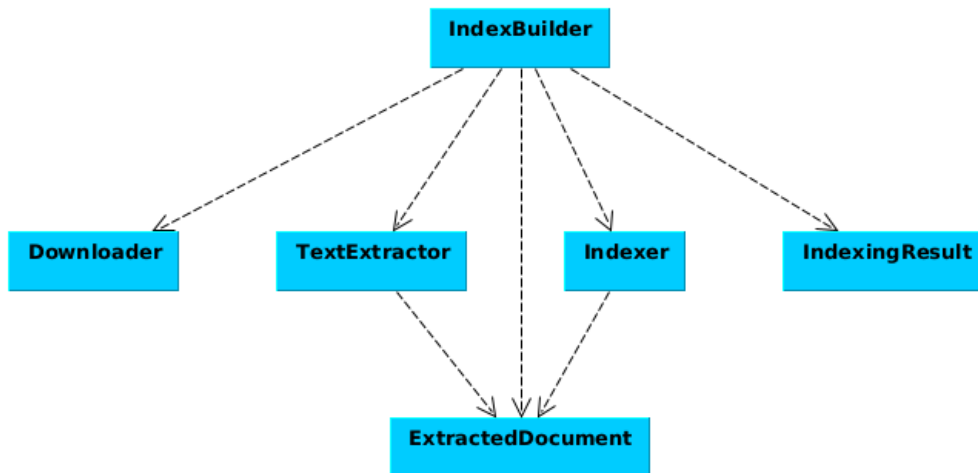 IndexBuilder
Downloader
TextExtractor
Indexer
IndexingResult
ExtractedDocument